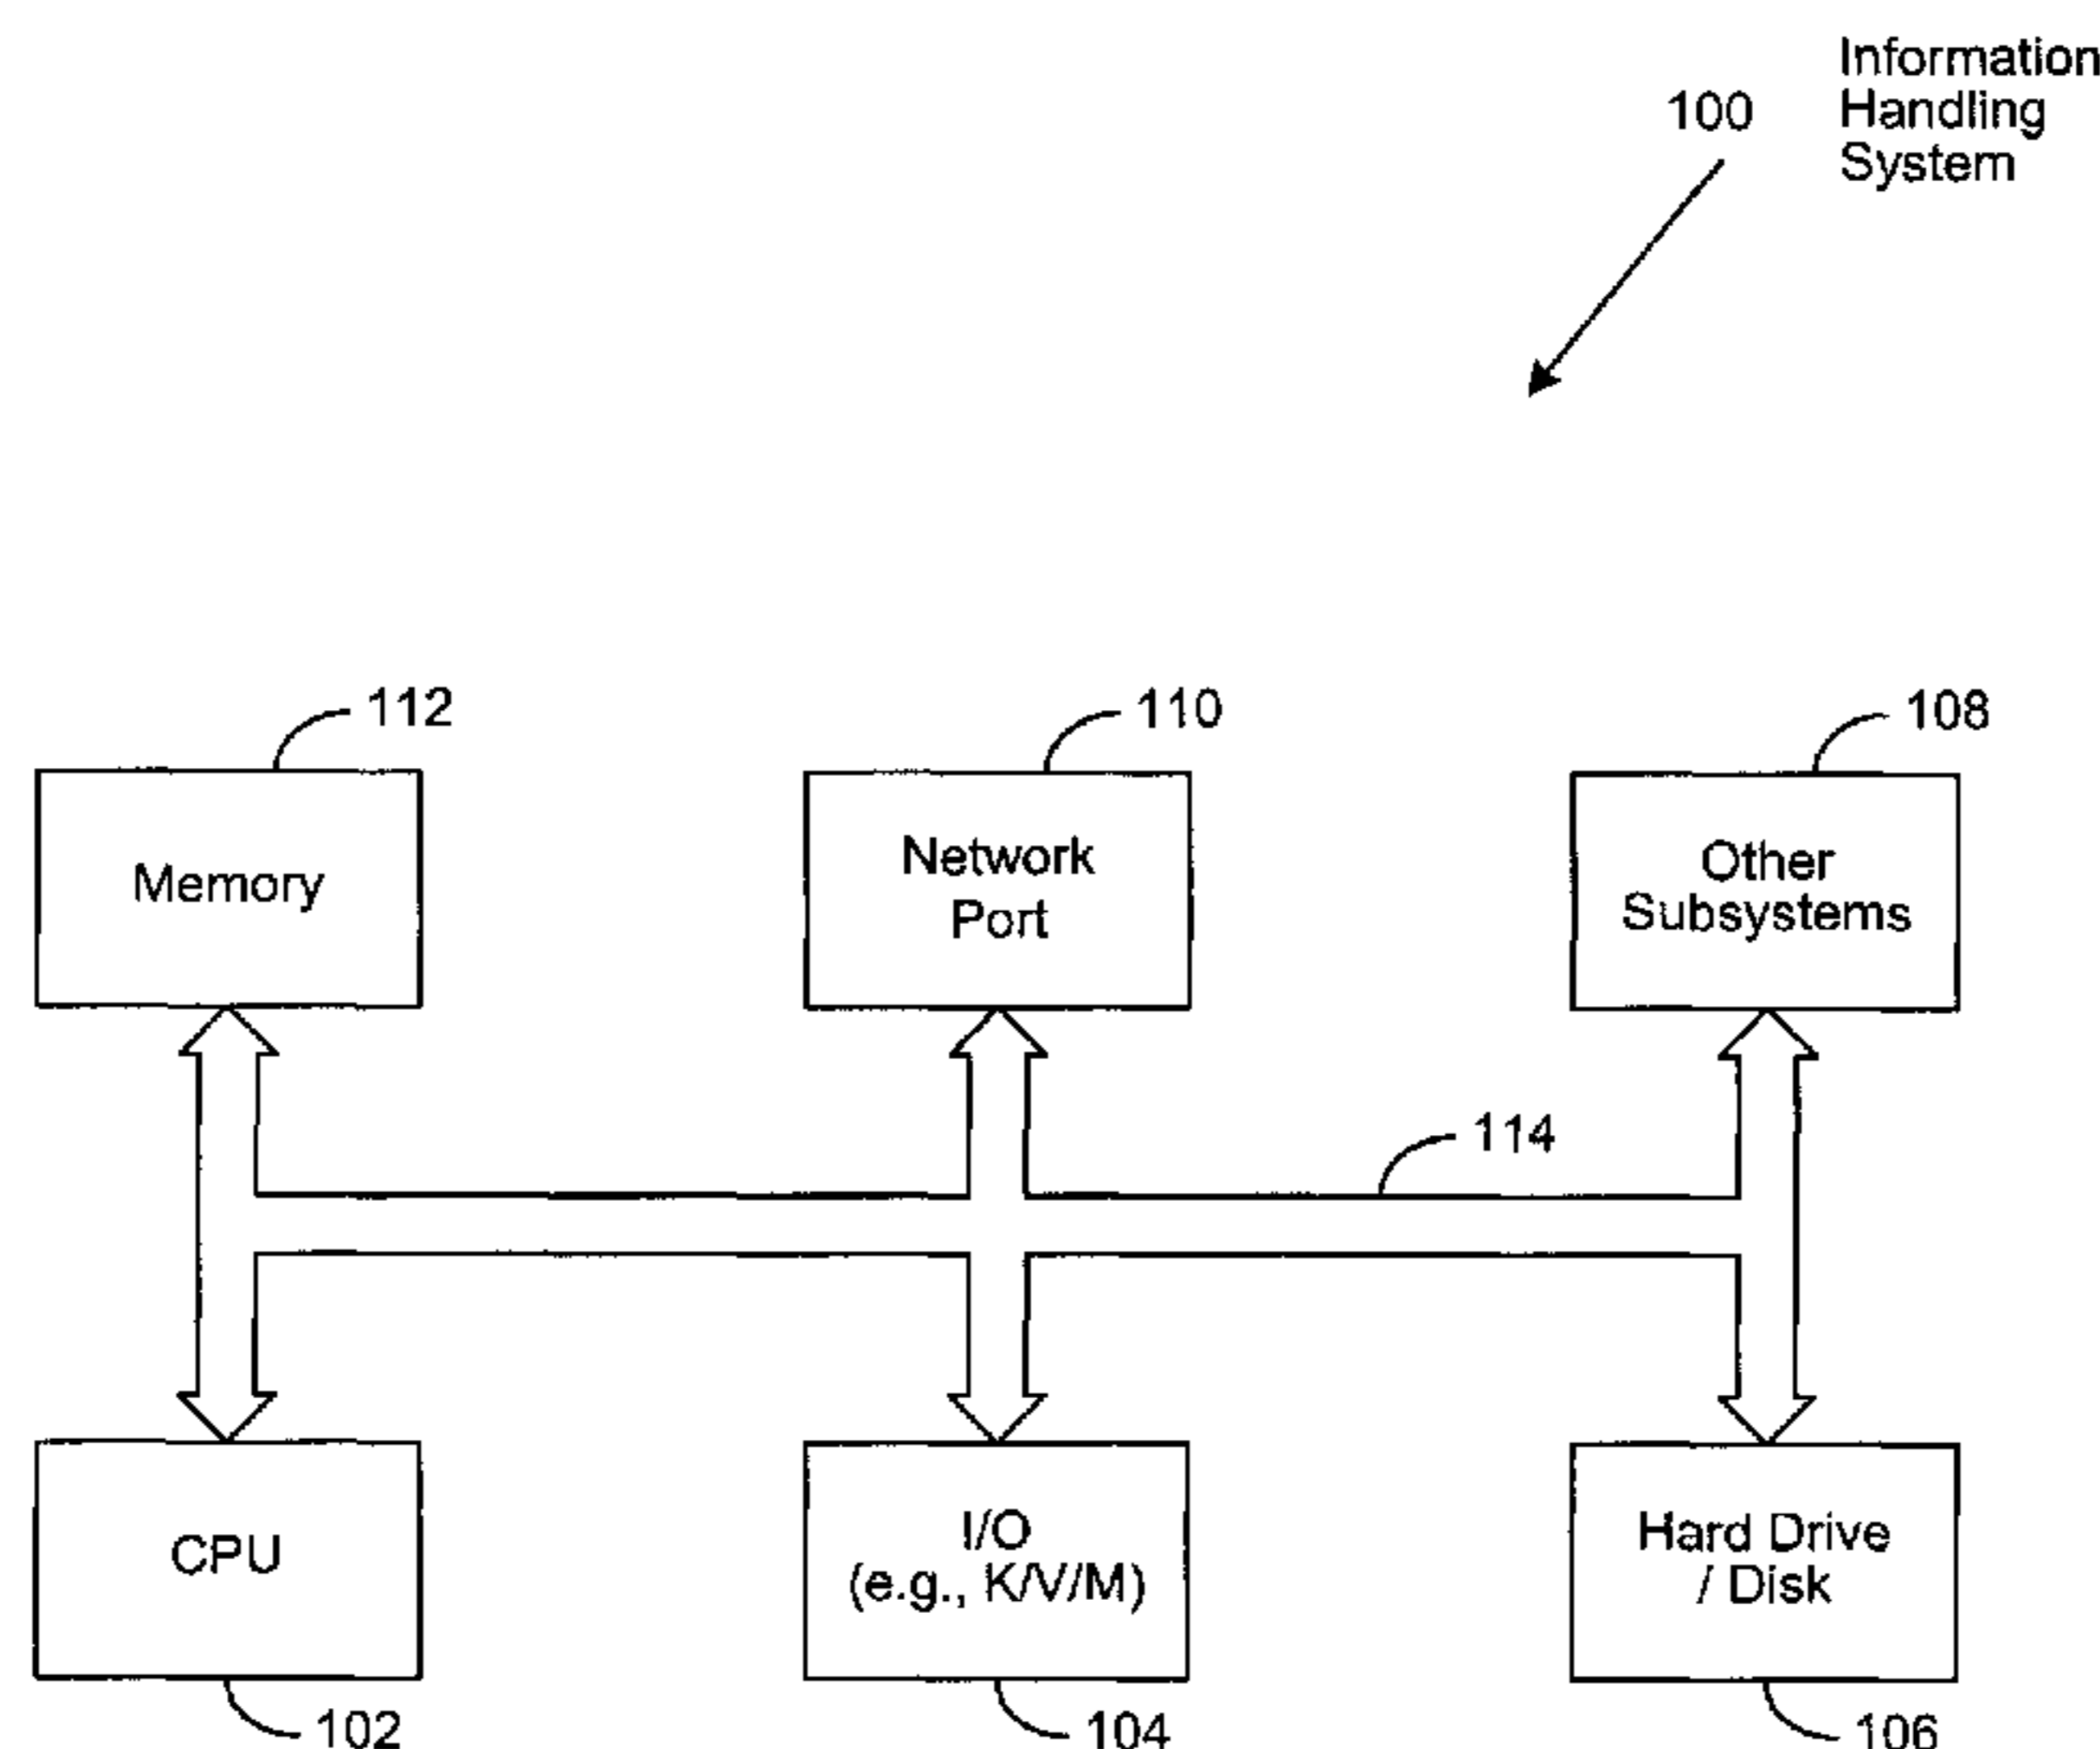 Information
100 Handling
System
112
110
108
Memory
Network
Port
Other
Subsystems
114
CPU
I/O
(e.g., K/V/M)
Hard Drive
/ Disk
102
104
106